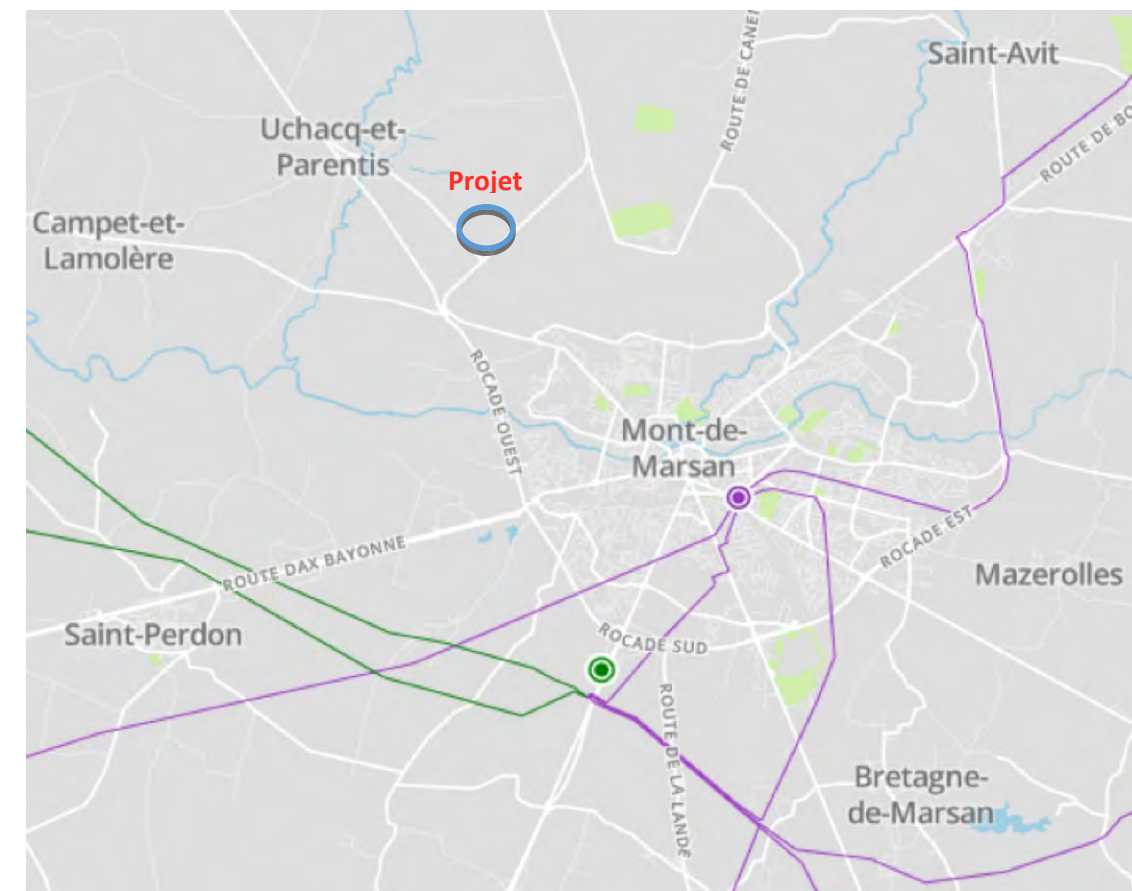 Saint-Avit
ROUTE DE CANE
Uchacq-et-
Parentis
ROUTE DE BO
Projet
Campet-et-
Lamolère
ROCADE OUEST
Mont-de-
Marsan
ROCADE EST
ROUTE DAX BAYONNE
Mazerolles
Saint-Perdon
ROCADE SUD
ROUTE DE LA LANDE
Bretagne-
de-Marsan